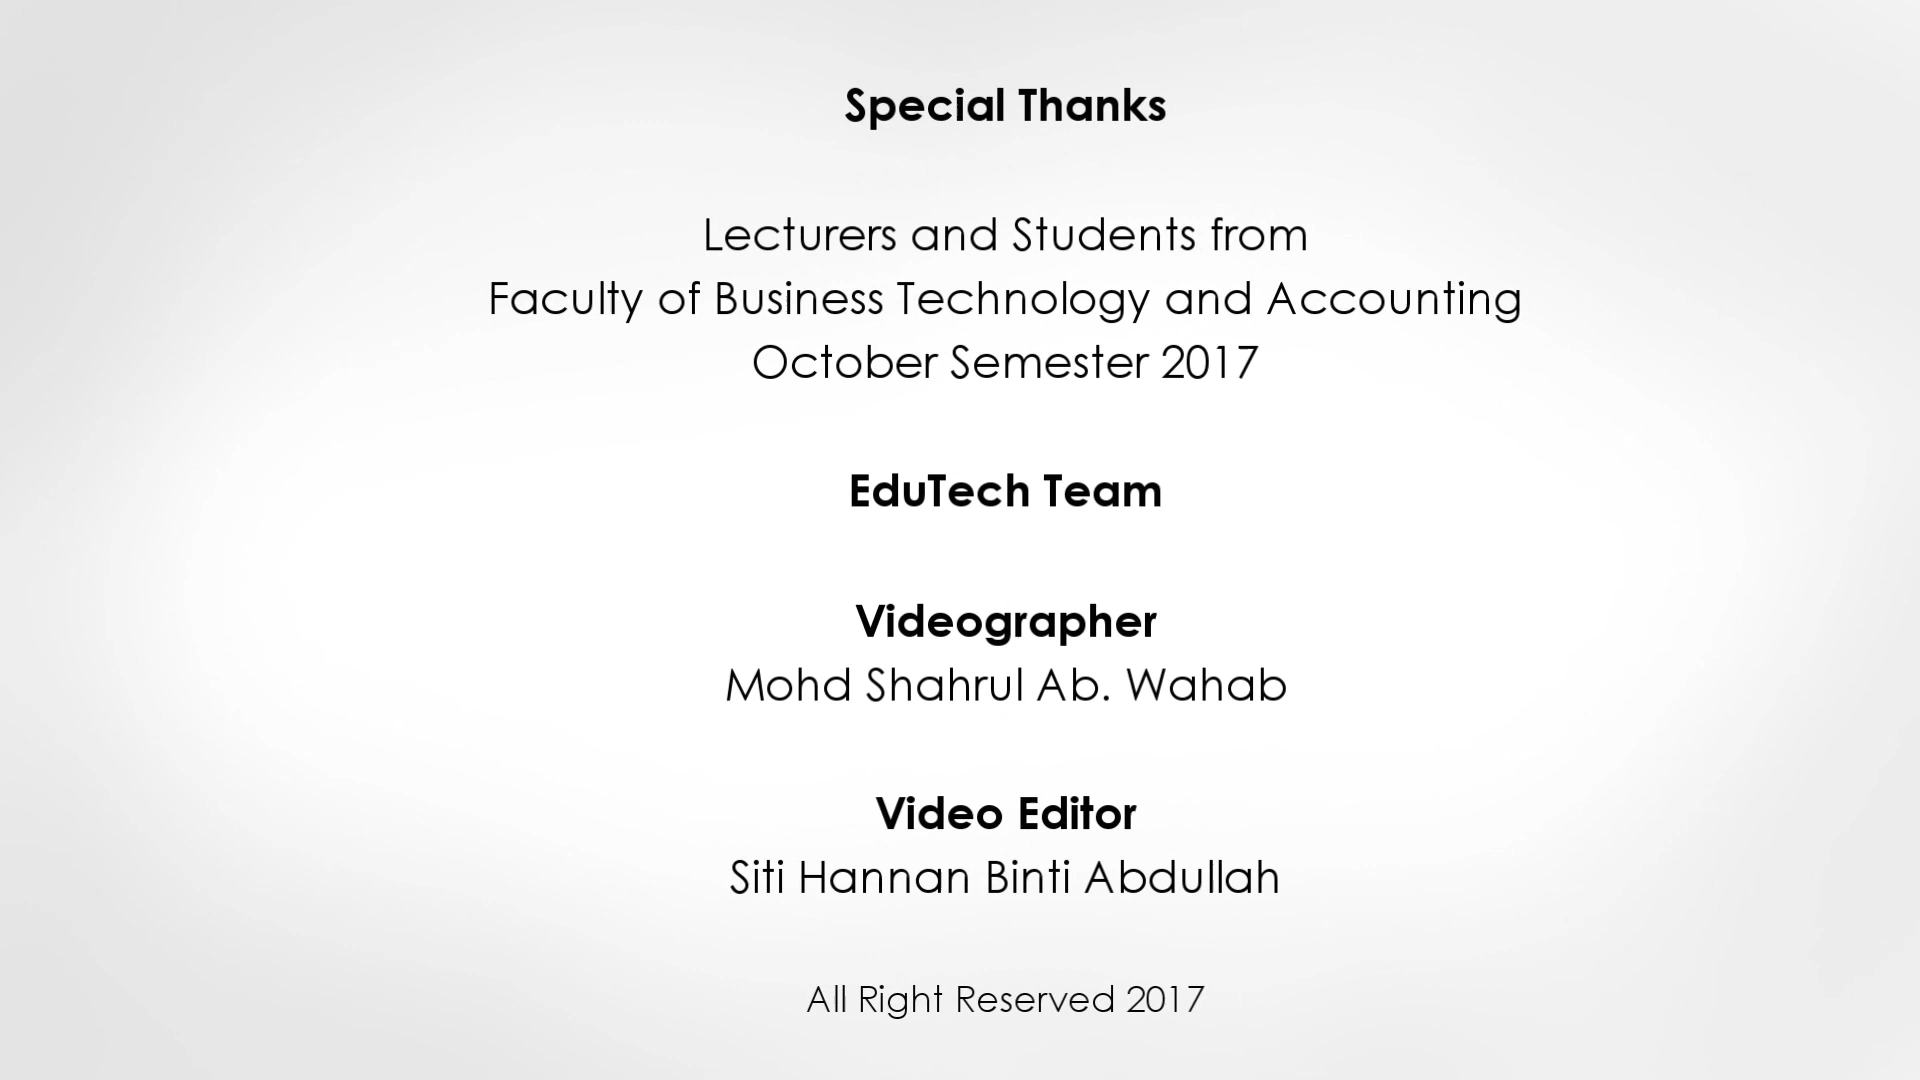 Special Thanks
Lecturers and Students from
Faculty of Business Technology and Accounting
October Semester 2017
EduTech Team
Videographer
Mohd Shahrul Ab. Wahab
Video Editor
Siti Hannan Binti Abdullah
All Right Reserved 2017